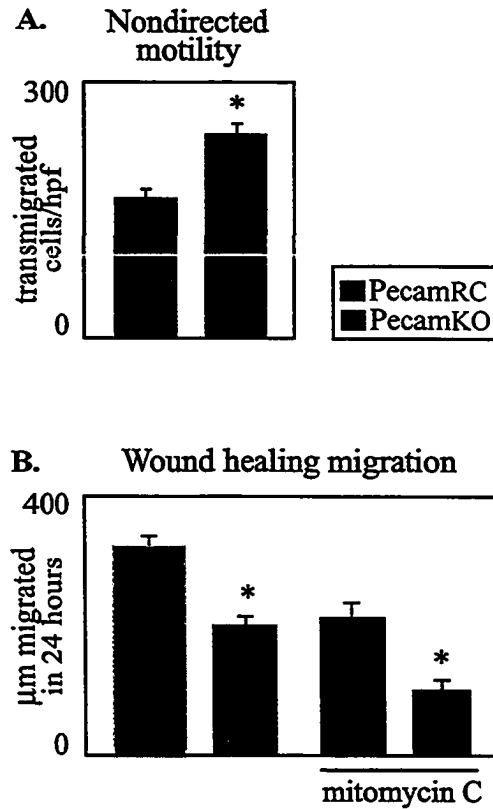 A.
Nondirected
motility
*
300
transmigrated
cells/hpf
0
PecamRC
PecamKO
B.
Wound healing migration
400
*
*
µm migrated
in 24 hours
0
mitomycin C